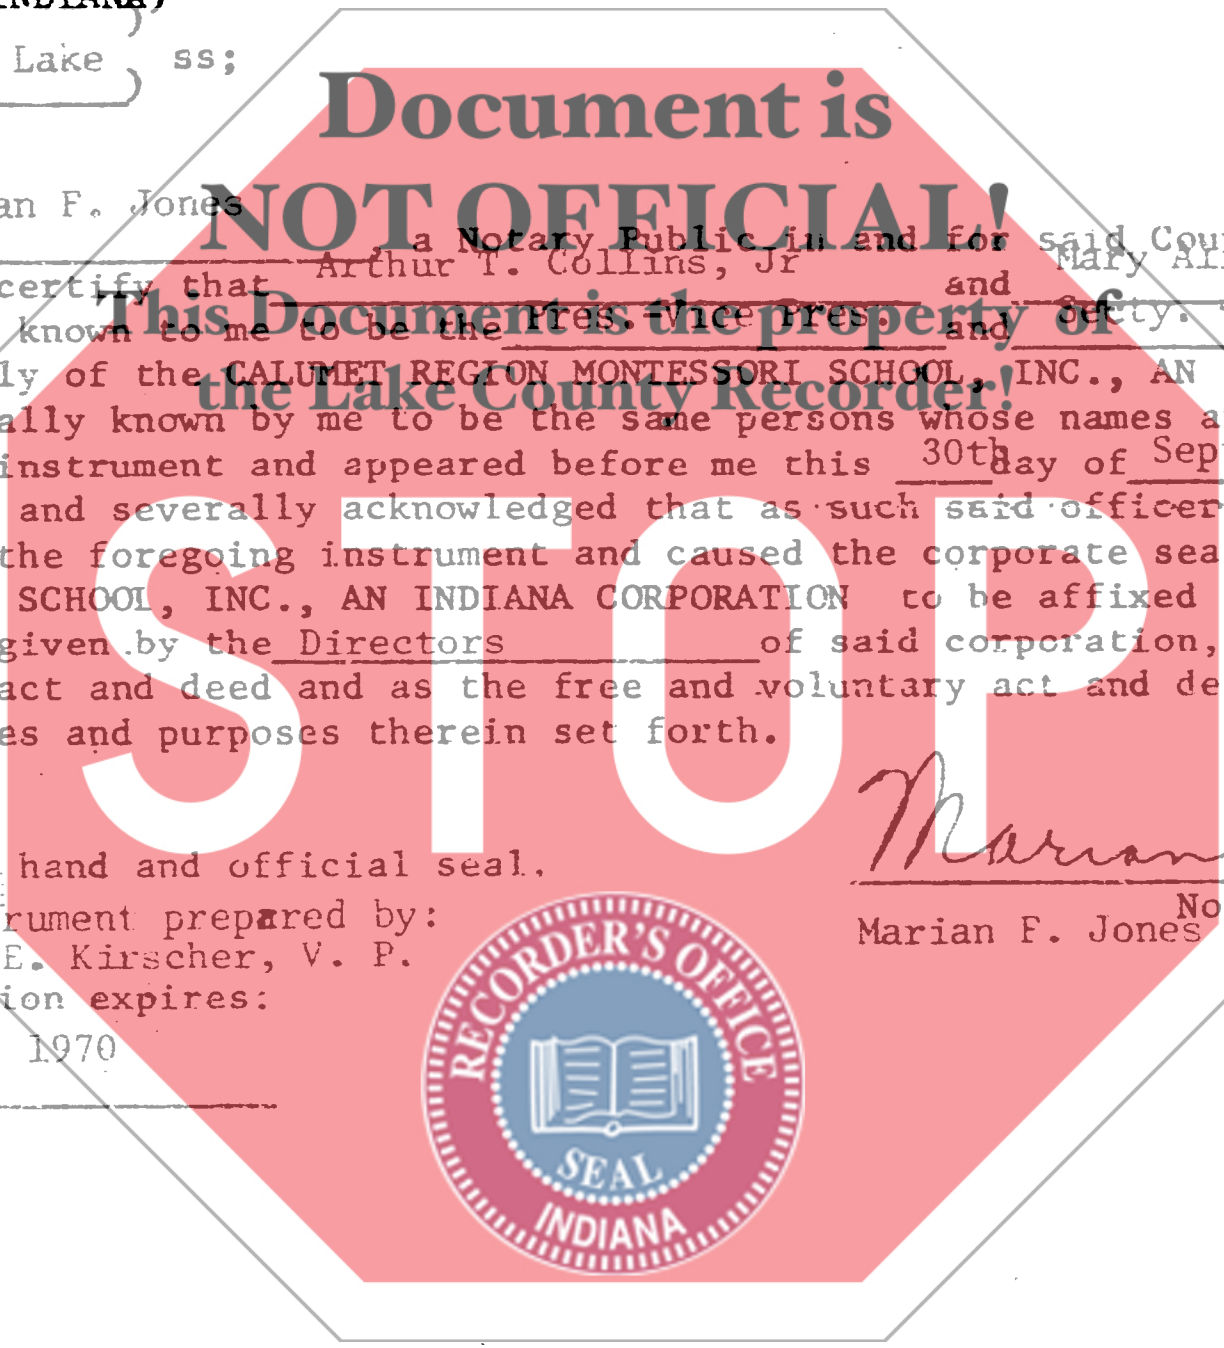 INDIANA)
)
Lake ) ss;
)
Document is
NOT OFFICIAL!
This Document is the property of
the Lake County Recorder!
an F. Jones
, a Notary Public in and for said Cou
certify that Arthur T. Collins, Jr and Mary
known to me to be the Pres. Vice Pres. and
ly of the CALUMET REGION MONTESSORI SCHOOL, INC., AN
ally known by me to be the same persons whose names a
instrument and appeared before me this 30th day of Sep
and severally acknowledged that as such said officer
the foregoing instrument and caused the corporate sea
SCHOOL, INC., AN INDIANA CORPORATION to be affixed
given by the Directors of said corporation,
act and deed and as the free and voluntary act and de
es and purposes therein set forth.
STOP
Marian
hand and official seal.
No
Marian F. Jones
rument prepared by:
E. Kirscher, V. P.
ion expires:
1970
RECORDER'S OFFICE
SEAL
INDIANA